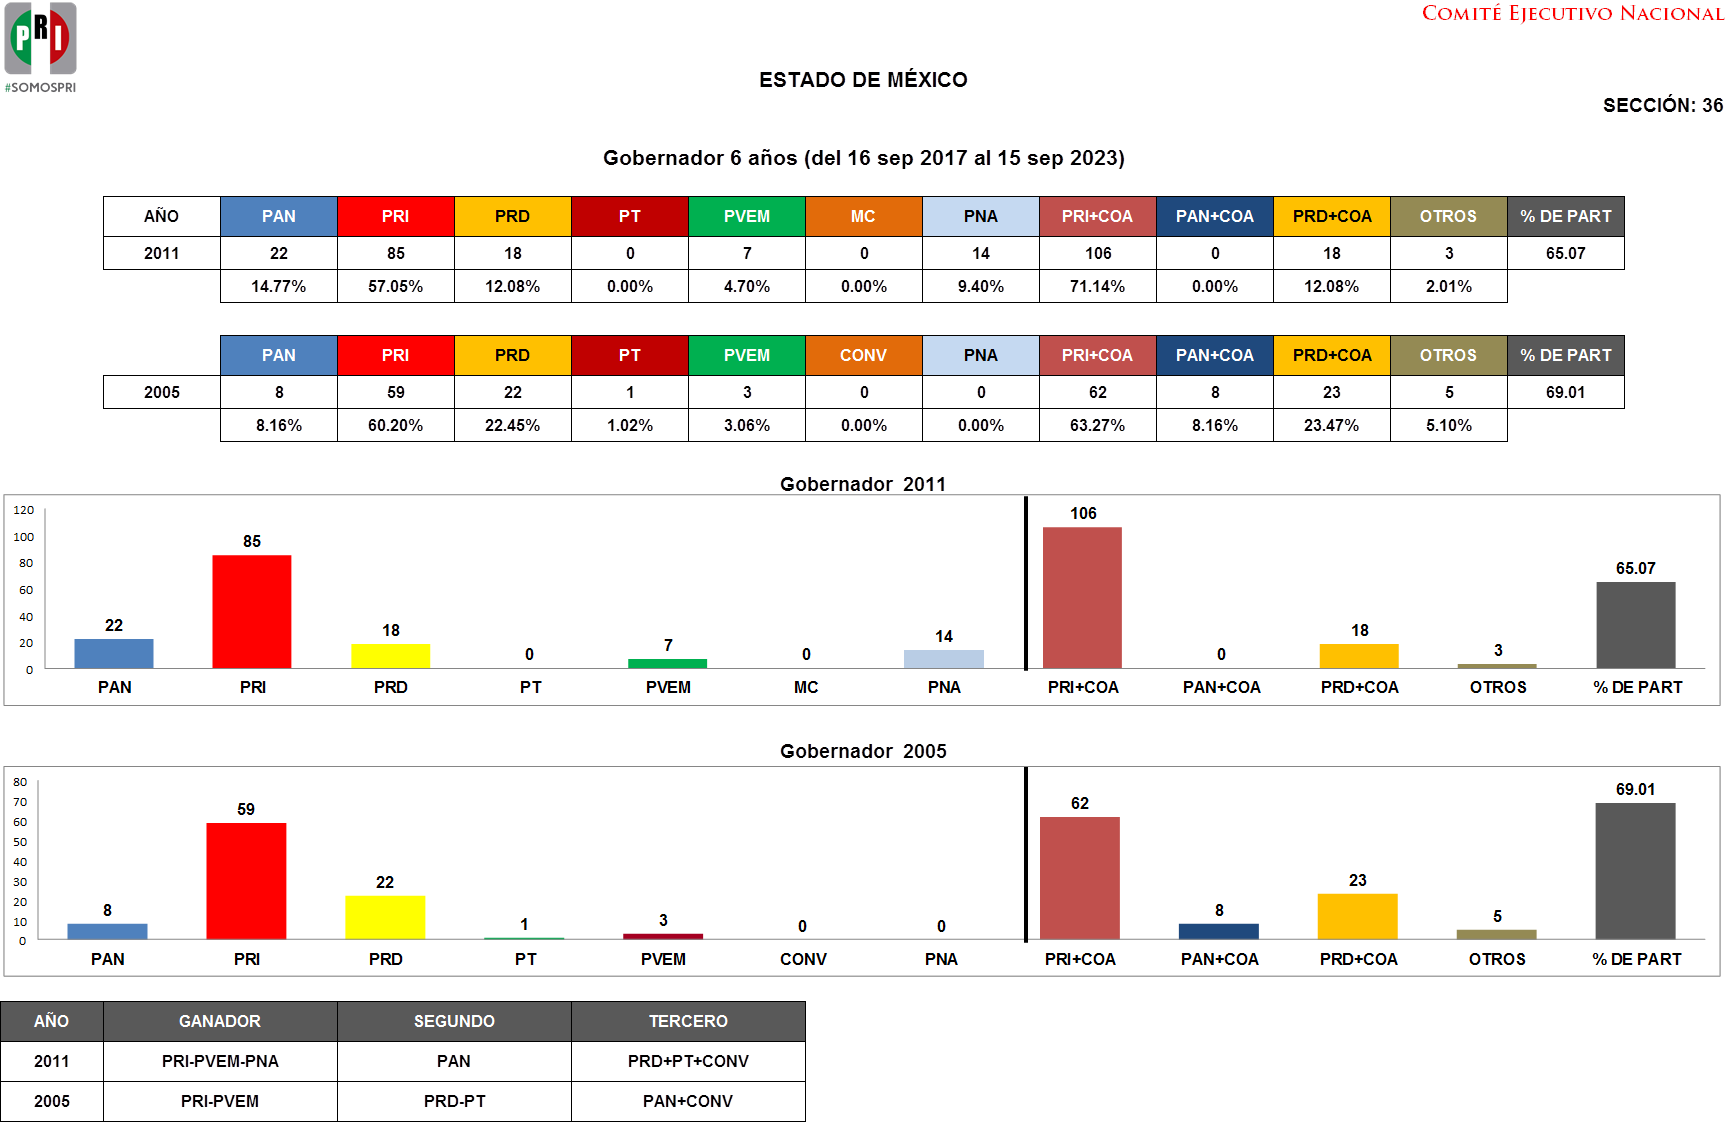 PRI
#SOMOSPRI
COMITÉ EJECUTIVO NACIONAL
ESTADO DE MÉXICO
SECCIÓN: 36
Gobernador 6 años (del 16 sep 2017 al 15 sep 2023)
AÑO PAN PRI PRD PT PVEM MC PNA PRI+COA PAN+COA PRD+COA OTROS % DE PART
2011 22 85 18 0 7 0 14 106 0 18 3 65.07
14.77% 57.05% 12.08% 0.00% 4.70% 0.00% 9.40% 71.14% 0.00% 12.08% 2.01%
PAN PRI PRD PT PVEM CONV PNA PRI+COA PAN+COA PRD+COA OTROS % DE PART
2005 8 59 22 1 3 0 0 62 8 23 5 69.01
8.16% 60.20% 22.45% 1.02% 3.06% 0.00% 0.00% 63.27% 8.16% 23.47% 5.10%
Gobernador 2011
120
100
80
60
40
20
0
22 85 18 0 7 0 14 106 0 18 3 65.07
PAN PRI PRD PT PVEM MC PNA PRI+COA PAN+COA PRD+COA OTROS % DE PART
Gobernador 2005
80
70
60
50
40
30
20
10
0
8 59 22 1 3 0 0 62 8 23 5 69.01
PAN PRI PRD PT PVEM CONV PNA PRI+COA PAN+COA PRD+COA OTROS % DE PART
AÑO GANADOR SEGUNDO TERCERO
2011 PRI-PVEM-PNA PAN PRD+PT+CONV
2005 PRI-PVEM PRD-PT PAN+CONV